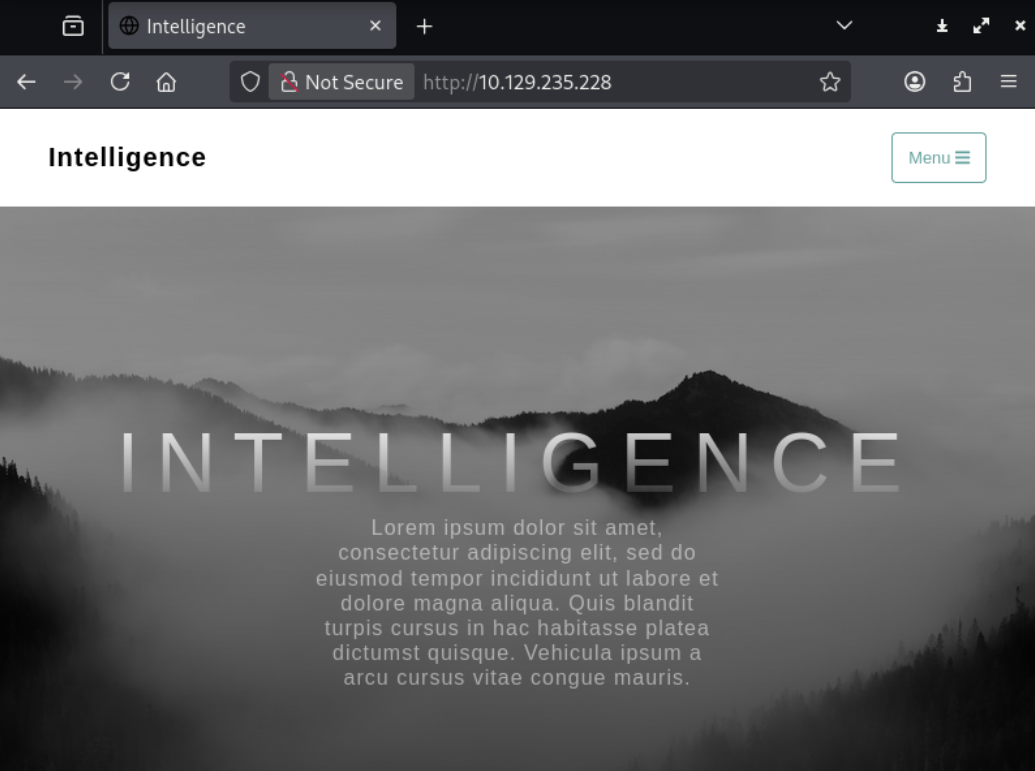 Intelligence
Not Secure http://10.129.235.228
Intelligence
Menu
INTELLIGENCE
Lorem ipsum dolor sit amet,
consectetur adipiscing elit, sed do
eiusmod tempor incididunt ut labore et
dolore magna aliqua. Quis blandit
turpis cursus in hac habitasse platea
dictumst quisque. Vehicula ipsum a
arcu cursus vitae congue mauris.